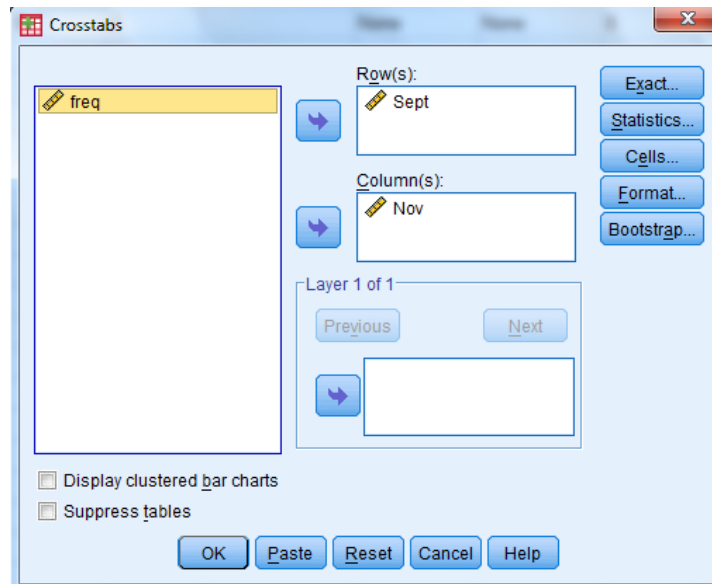 Crosstabs
freq
Row(s):
Sept
Column(s):
Nov
Layer 1 of 1
Previous
Next
Exact...
Statistics...
Cells...
Format...
Bootstrap...
Display clustered bar charts
Suppress tables
OK Paste Reset Cancel Help